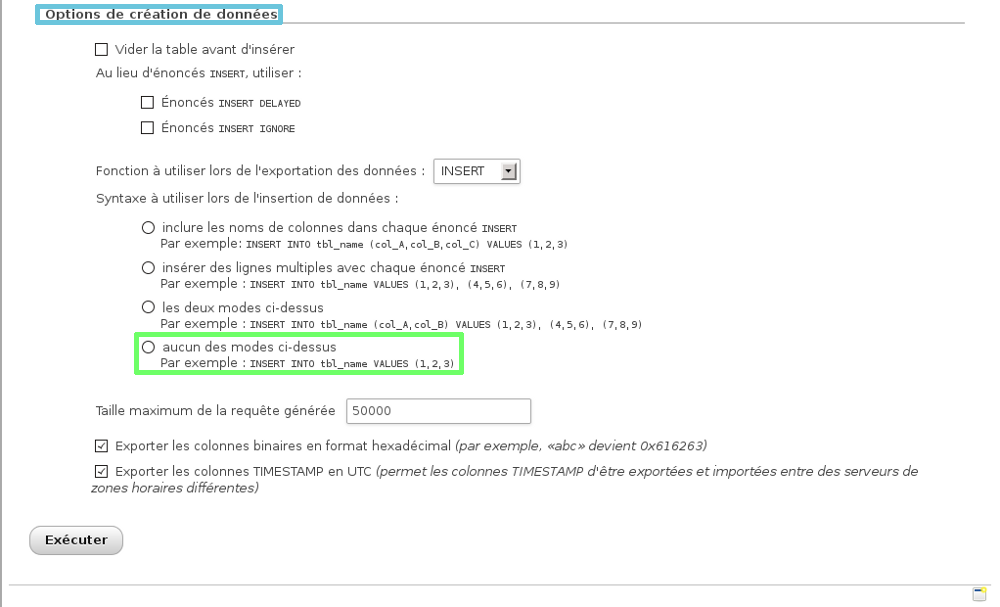 Options de création de données
Vider la table avant d'insérer
Au lieu d'énoncés INSERT, utiliser :
Énoncés INSERT DELAYED
Énoncés INSERT IGNORE
Fonction à utiliser lors de l'exportation des données : INSERT
Syntaxe à utiliser lors de l'insertion de données :
inclure les noms de colonnes dans chaque énoncé INSERT
Par exemple: INSERT INTO tbl_name (col_A,col_B,col_C) VALUES (1,2,3)
insérer des lignes multiples avec chaque énoncé INSERT
Par exemple : INSERT INTO tbl_name VALUES (1,2,3), (4,5,6), (7,8,9)
les deux modes ci-dessus
Par exemple : INSERT INTO tbl_name (col_A,col_B) VALUES (1,2,3), (4,5,6), (7,8,9)
aucun des modes ci-dessus
Par exemple : INSERT INTO tbl_name VALUES (1,2,3)
Taille maximum de la requête générée 50000
Exporter les colonnes binaires en format hexadécimal (par exemple, «abc» devient 0x616263)
Exporter les colonnes TIMESTAMP en UTC (permet les colonnes TIMESTAMP d'être exportées et importées entre des serveurs de
zones horaires différentes)
Exécuter